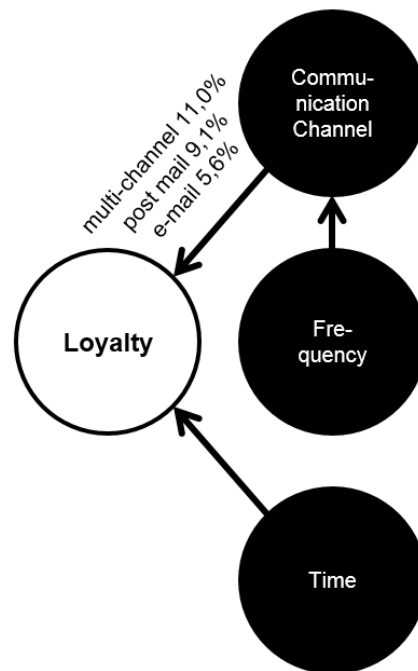 Commu-
nication
Channel
multi-channel 11,0%
post mail 9,1%
e-mail 5,6%
Loyalty
Fre-
quency
Time